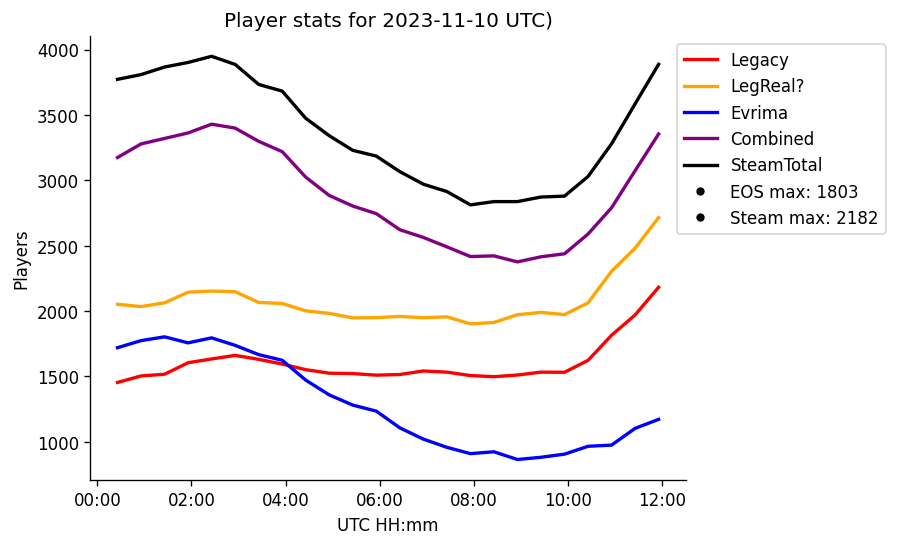 Player stats for 2023-11-10 UTC)
4000
3500
3000
2500
2000
1500
1000
Players
00:00 02:00 04:00 06:00 08:00 10:00 12:00
UTC HH:mm
Legacy
LegReal?
Evrima
Combined
SteamTotal
EOS max: 1803
Steam max: 2182